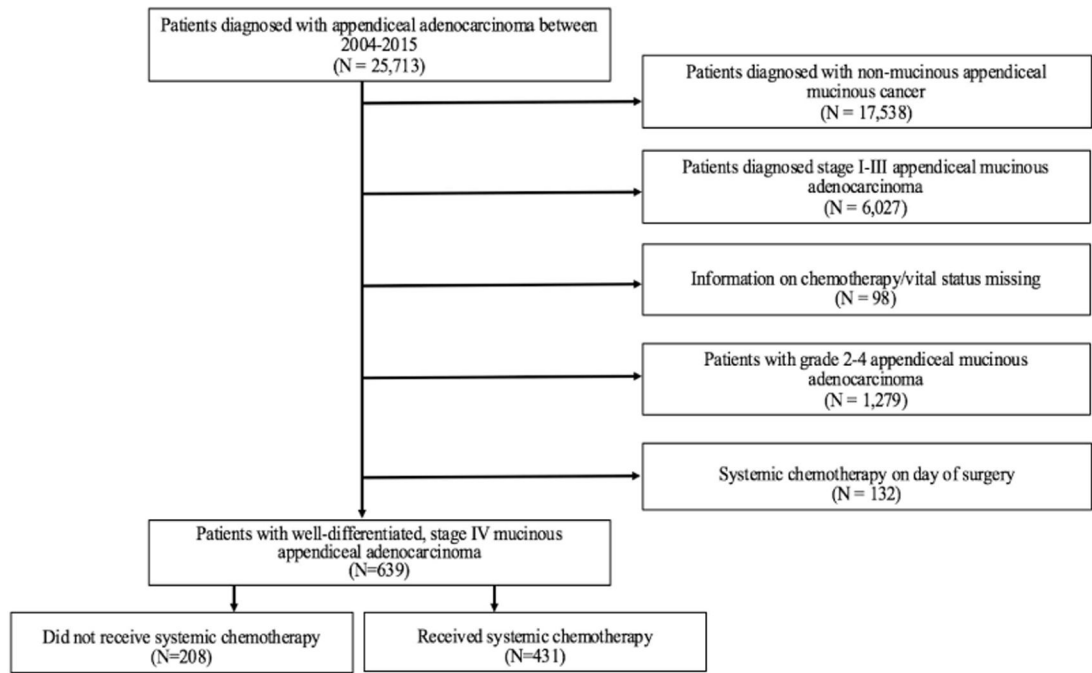 Patients diagnosed with appendiceal adenocarcinoma between
2004-2015
(N = 25,713)
Patients diagnosed with non-mucinous appendiceal
mucinous cancer
(N = 17,538)
Patients diagnosed stage I-III appendiceal mucinous
adenocarcinoma
(N = 6,027)
Information on chemotherapy/vital status missing
(N = 98)
Patients with grade 2-4 appendiceal mucinous
adenocarcinoma
(N = 1,279)
Systemic chemotherapy on day of surgery
(N = 132)
Patients with well-differentiated, stage IV mucinous
appendiceal adenocarcinoma
(N=639)
Did not receive systemic chemotherapy
(N=208)
Received systemic chemotherapy
(N=431)